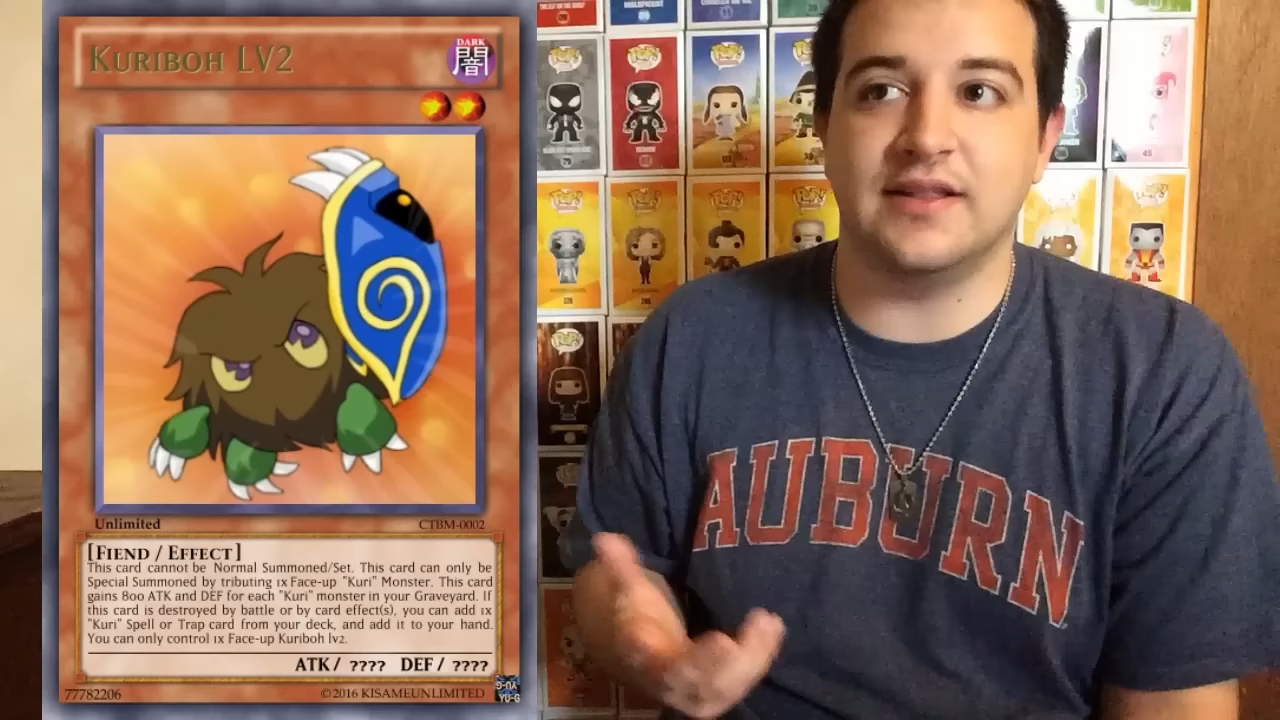 KURIBOH LV2
DARK
闇
Unlimited
CTBM-0002
[FIEND / EFFECT]
This card cannot be Normal Summoned/Set. This card can only be
Special Summoned by tributing 1x Face-up "Kuri" Monster. This card
gains 800 ATK and DEF for each "Kuri" monster in your Graveyard. If
this card is destroyed by battle or by card effect(s), you can add 1x
"Kuri" Spell or Trap card from your deck, and add it to your hand.
You can only control 1x Face-up Kuriboh lv2.
ATK / ???? DEF / ????
77782206
©2016 KISAMEUNLIMITED
AUBURN